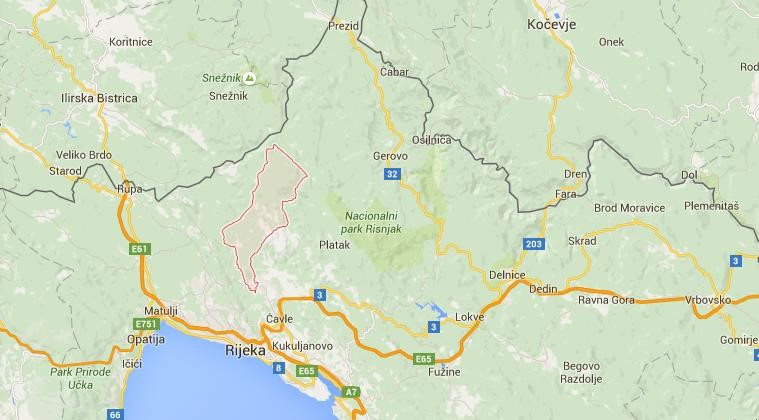 Prezid
Kočevje
Koritnice
Onek
Snežnik
Snežnik
Čabar
Rod
Ilirska Bistrica
Osilnica
Veliko Brdo
Starod
Gerovo
32
Dren
Dol
Rupa
Fara
Brod Moravice
Plemenitaš
Nacionalni
park Risnjak
Platak
E61
203
Skrad
3
Delnice
Dedin
Ravna Gora
Vrbovsko
3
Matulji
Čavle
Lokve
3
E751
Opatija
Rijeka
Kukuljanovo
Gomirje
Ičići
E65
Fužine
Begovo
Razdolje
Park Prirode
Učka
8
E65
A7
66